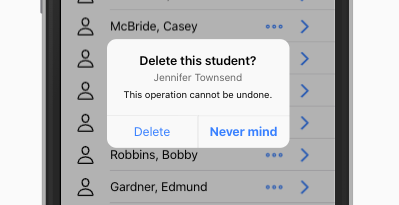 McBride, Casey
Delete this student?
Jennifer Townsend
This operation cannot be undone.
Delete
Never mind
Robbins, Bobby
Gardner, Edmund